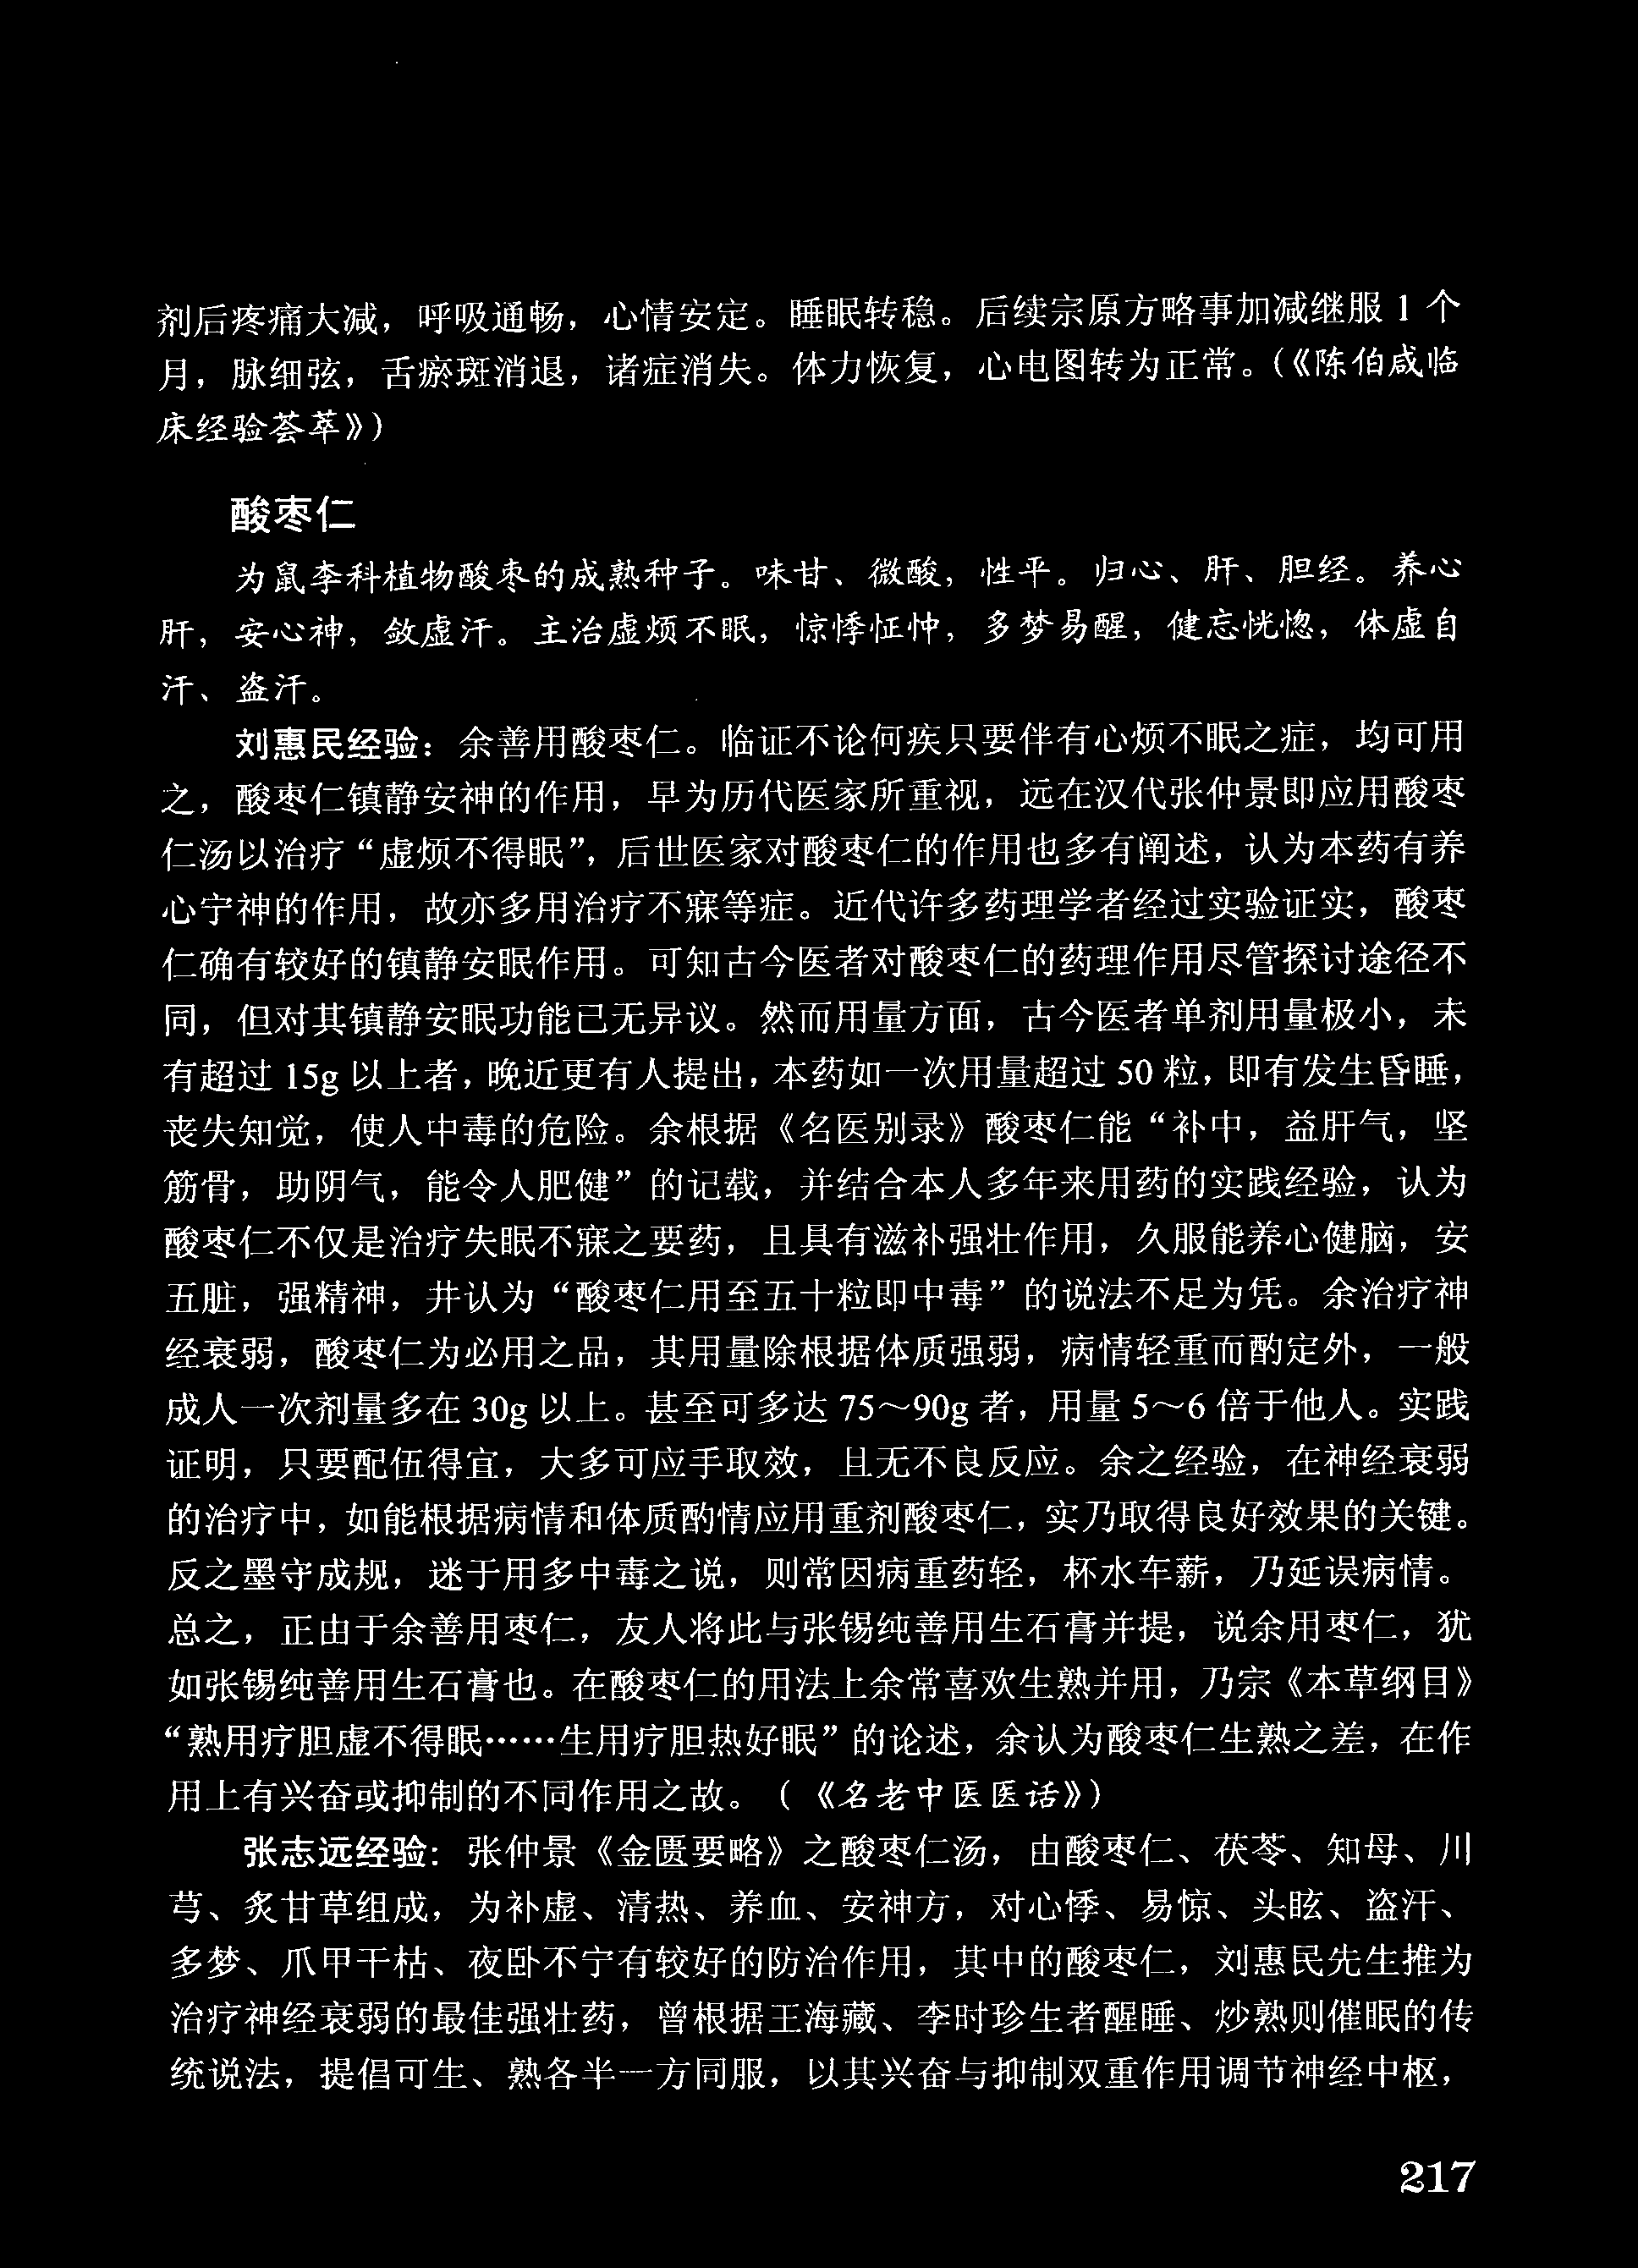 剂后疼痛大减，呼吸通畅，心情安定。睡眠转稳。后续宗原方略事加减继服 1 个
月，脉细弦，舌瘀斑消退，诸症消失。体力恢复，心电图转为正常。(《陈伯咸临
床经验荟萃》)
酸枣仁
为鼠李科植物酸枣的成熟种子。味甘、微酸，性平。归心、肝、胆经。养心
肝，安心神，敛虚汗。主治虚烦不眠，惊悸怔忡，多梦易醒，健忘恍惚，体虚自
汗、盗汗。
刘惠民经验：余善用酸枣仁。临证不论何疾只要伴有心烦不眠之症，均可用
之，酸枣仁镇静安神的作用，早为历代医家所重视，远在汉代张仲景即应用酸枣
仁汤以治疗“虚烦不得眠”，后世医家对酸枣仁的作用也多有阐述，认为本药有养
心宁神的作用，故亦多用治疗不寐等症。近代许多药理学者经过实验证实，酸枣
仁确有较好的镇静安眠作用。可知古今医者对酸枣仁的药理作用尽管探讨途径不
同，但对其镇静安眠功能已无异议。然而用量方面，古今医者单剂用量极小，未
有超过 15g 以上者，晚近更有人提出，本药如一次用量超过 50 粒，即有发生昏睡，
丧失知觉，使人中毒的危险。余根据《名医别录》酸枣仁能“补中，益肝气，坚
筋骨，助阴气，能令人肥健”的记载，并结合本人多年来用药的实践经验，认为
酸枣仁不仅是治疗失眠不寐之要药，且具有滋补强壮作用，久服能养心健脑，安
五脏，强精神，井认为“酸枣仁用至五十粒即中毒”的说法不足为凭。余治疗神
经衰弱，酸枣仁为必用之品，其用量除根据体质强弱，病情轻重而酌定外，一般
成人一次剂量多在 30g 以上。甚至可多达 75～90g 者，用量 5～6 倍于他人。实践
证明，只要配伍得宜，大多可应手取效，且无不良反应。余之经验，在神经衰弱
的治疗中，如能根据病情和体质酌情应用重剂酸枣仁，实乃取得良好效果的关键。
反之墨守成规，迷于用多中毒之说，则常因病重药轻，杯水车薪，乃延误病情。
总之，正由于余善用枣仁，友人将此与张锡纯善用生石膏并提，说余用枣仁，犹
如张锡纯善用生石膏也。在酸枣仁的用法上余常喜欢生熟并用，乃宗《本草纲目》
“熟用疗胆虚不得眠……生用疗胆热好眠”的论述，余认为酸枣仁生熟之差，在作
用上有兴奋或抑制的不同作用之故。（《名老中医医话》)
张志远经验：张仲景《金匮要略》之酸枣仁汤，由酸枣仁、茯苓、知母、川
芎、炙甘草组成，为补虚、清热、养血、安神方，对心悸、易惊、头眩、盗汗、
多梦、爪甲干枯、夜卧不宁有较好的防治作用，其中的酸枣仁，刘惠民先生推为
治疗神经衰弱的最佳强壮药，曾根据王海藏、李时珍生者醒睡、炒熟则催眠的传
统说法，提倡可生、熟各半一方同服，以其兴奋与抑制双重作用调节神经中枢，
217